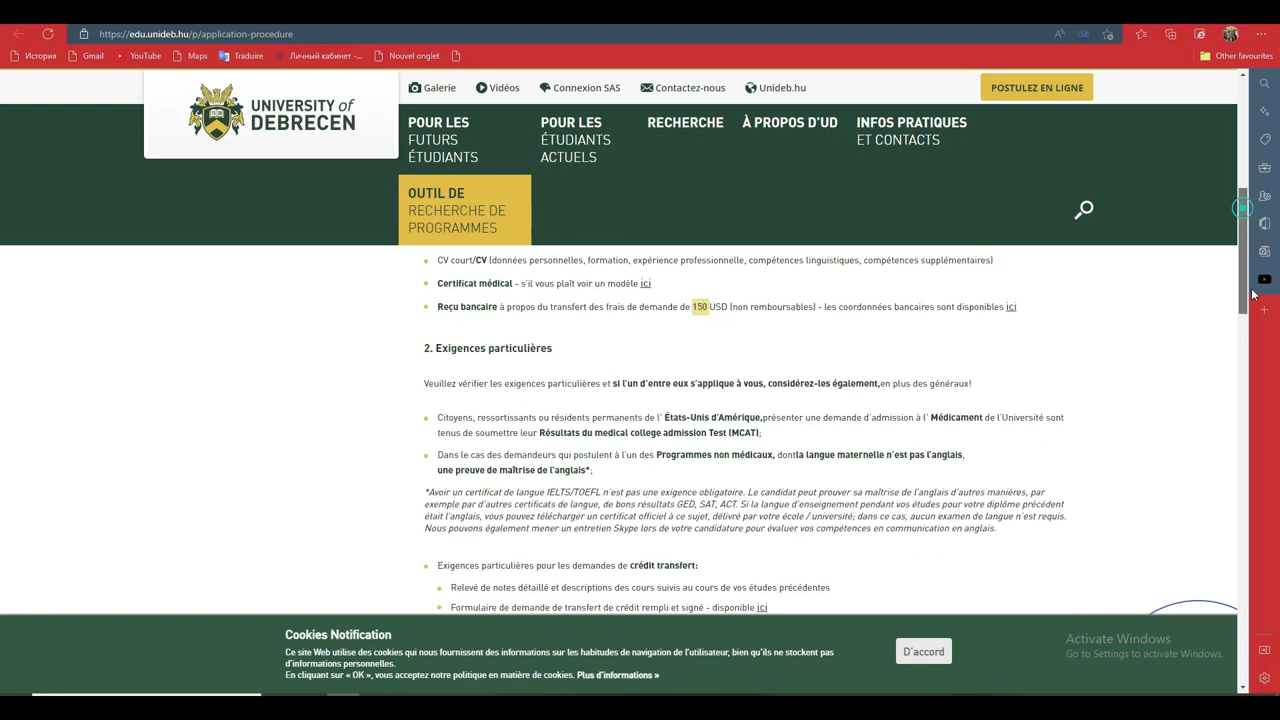 https://edu.unideb.hu/p/application-procedure
История Gmail YouTube Maps Traduire Личный кабинет -... Nouvel onglet Other favourites
Galerie Vidéos Connexion SAS Contactez-nous Unideb.hu POSTULEZ EN LIGNE
UNIVERSITY of
DEBRECEN
POUR LES
FUTURS
ÉTUDIANTS
POUR LES
ÉTUDIANTS
ACTUELS
RECHERCHE
À PROPOS D'UD
INFOS PRATIQUES
ET CONTACTS
OUTIL DE
RECHERCHE DE
PROGRAMMES
CV court/CV (données personnelles, formation, expérience professionnelle, compétences linguistiques, compétences supplémentaires)
Certificat médical - s'il vous plaît voir un modèle ici
Reçu bancaire à propos du transfert des frais de demande de 150 USD (non remboursables) - les coordonnées bancaires sont disponibles ici
2. Exigences particulières
Veuillez vérifier les exigences particulières et si l'un d'entre eux s'applique à vous, considérez-les également,en plus des généraux!
Citoyens, ressortissants ou résidents permanents de l' États-Unis d'Amérique,présenter une demande d'admission à l' Médicament de l'Université sont
tenus de soumettre leur Résultats du medical college admission Test (MCAT);
Dans le cas des demandeurs qui postulent à l'un des Programmes non médicaux, dontla langue maternelle n'est pas l'anglais,
une preuve de maîtrise de l'anglais*;
*Avoir un certificat de langue IELTS/TOEFL n'est pas une exigence obligatoire. Le candidat peut prouver sa maîtrise de l'anglais d'autres manières, par
exemple par d'autres certificats de langue, de bons résultats GED, SAT, ACT. Si la langue d'enseignement pendant vos études pour votre diplôme précédent
était l'anglais, vous pouvez télécharger un certificat officiel à ce sujet, délivré par votre école / université; dans ce cas, aucun examen de langue n'est requis.
Nous pouvons également mener un entretien Skype lors de votre candidature pour évaluer vos compétences en communication en anglais.
Exigences particulières pour les demandes de crédit transfert:
Relevé de notes détaillé et descriptions des cours suivis au cours de vos études précédentes
Formulaire de demande de transfert de crédit rempli et signé - disponible ici
Cookies Notification
Ce site Web utilise des cookies qui nous fournissent des informations sur les habitudes de navigation de l'utilisateur, bien qu'ils ne stockent pas
d'informations personnelles.
En cliquant sur « OK », vous acceptez notre politique en matière de cookies. Plus d'informations »
D'accord
Activate Windows
Go to Settings to activate Windows.